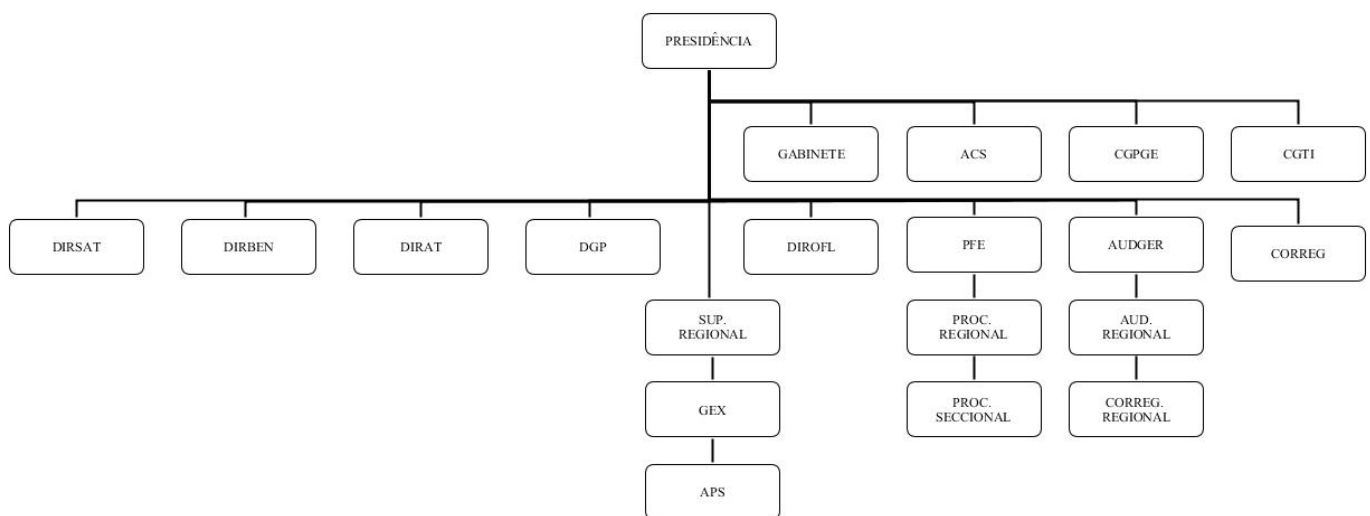 PRESIDÊNCIA
GABINETE
ACS
CGPGE
CGTI
DIRSAT
DIRBEN
DIRAT
DGP
DIROFL
PFE
AUDGER
CORREG
SUP.
REGIONAL
PROC.
REGIONAL
AUD.
REGIONAL
GEX
PROC.
SECCIONAL
CORREG.
REGIONAL
APS